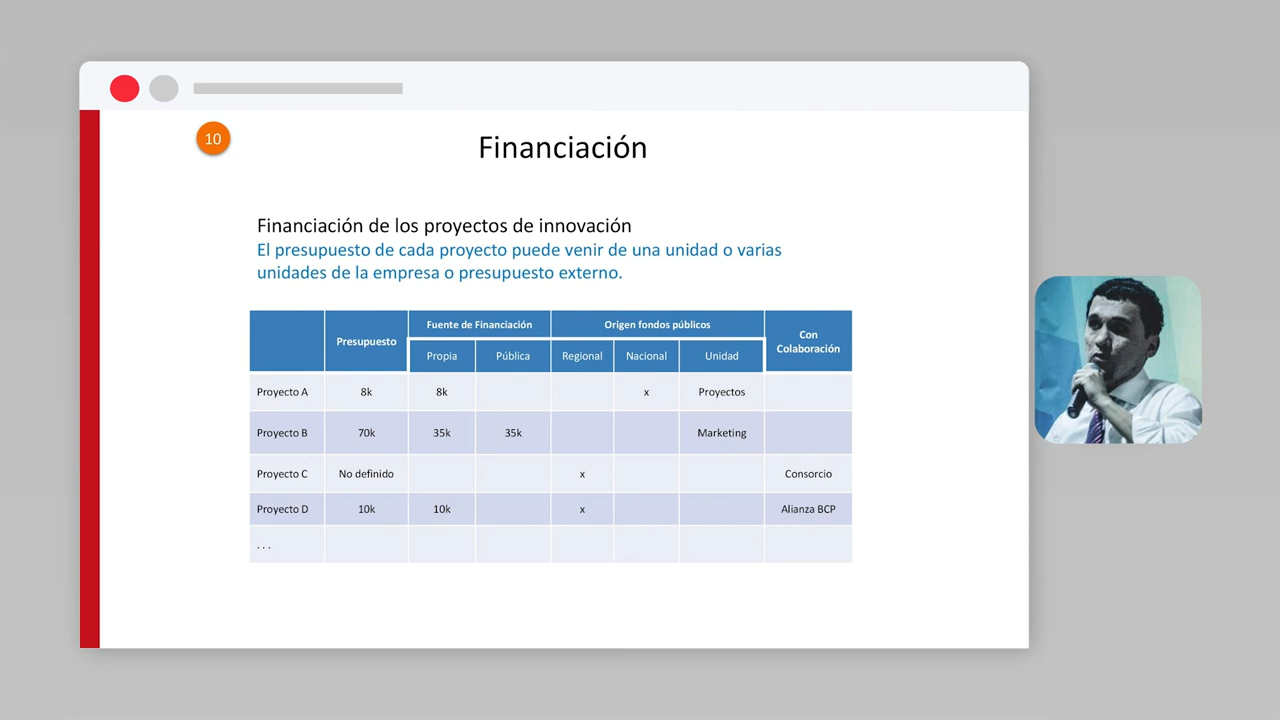 10
Financiación
Financiación de los proyectos de innovación
El presupuesto de cada proyecto puede venir de una unidad o varias
unidades de la empresa o presupuesto externo.
Presupuesto Fuente de Financiación Origen fondos públicos Con Colaboración
Propia Pública Regional Nacional Unidad
Proyecto A 8k 8k x Proyectos
Proyecto B 70k 35k 35k Marketing
Proyecto C No definido x Consorcio
Proyecto D 10k 10k x Alianza BCP
. . .